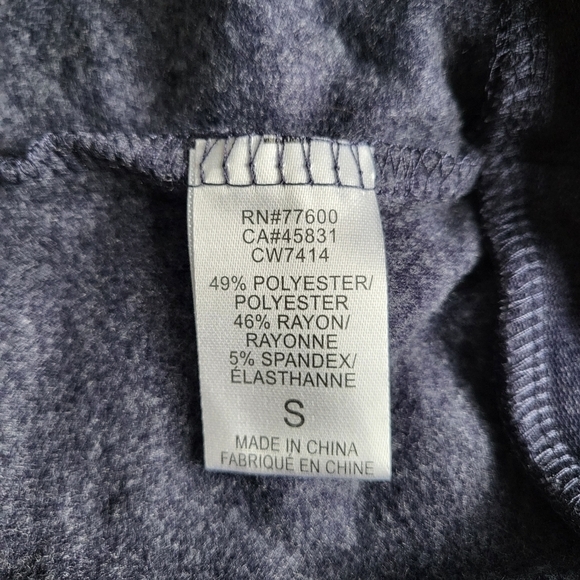 RN#77600
CA#45831
CW7414
49% POLYESTER/
POLYESTER
46% RAYON/
RAYONNE
5% SPANDEX/
ÉLASTHANNE
S
MADE IN CHINA
FABRIQUÉ EN CHINE